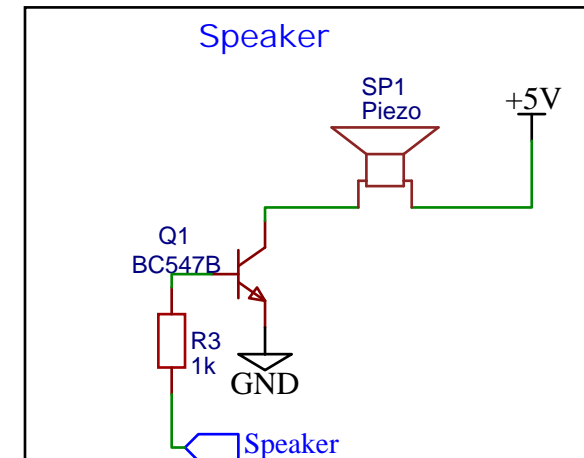 Speaker
SP1
Piezo
+5V
Q1
BC547B
R3
1k
GND
Speaker